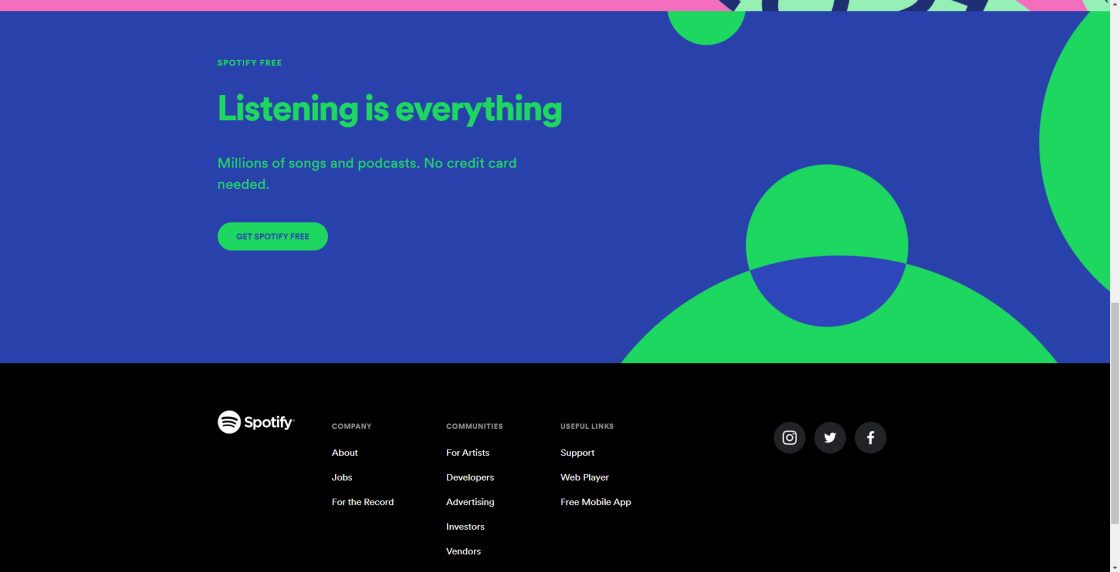 SPOTIFY FREE
Listening is everything
Millions of songs and podcasts. No credit card
needed.
GET SPOTIFY FREE
Spotify
COMPANY
About
Jobs
For the Record
COMMUNITIES
For Artists
Developers
Advertising
Investors
Vendors
USEFUL LINKS
Support
Web Player
Free Mobile App